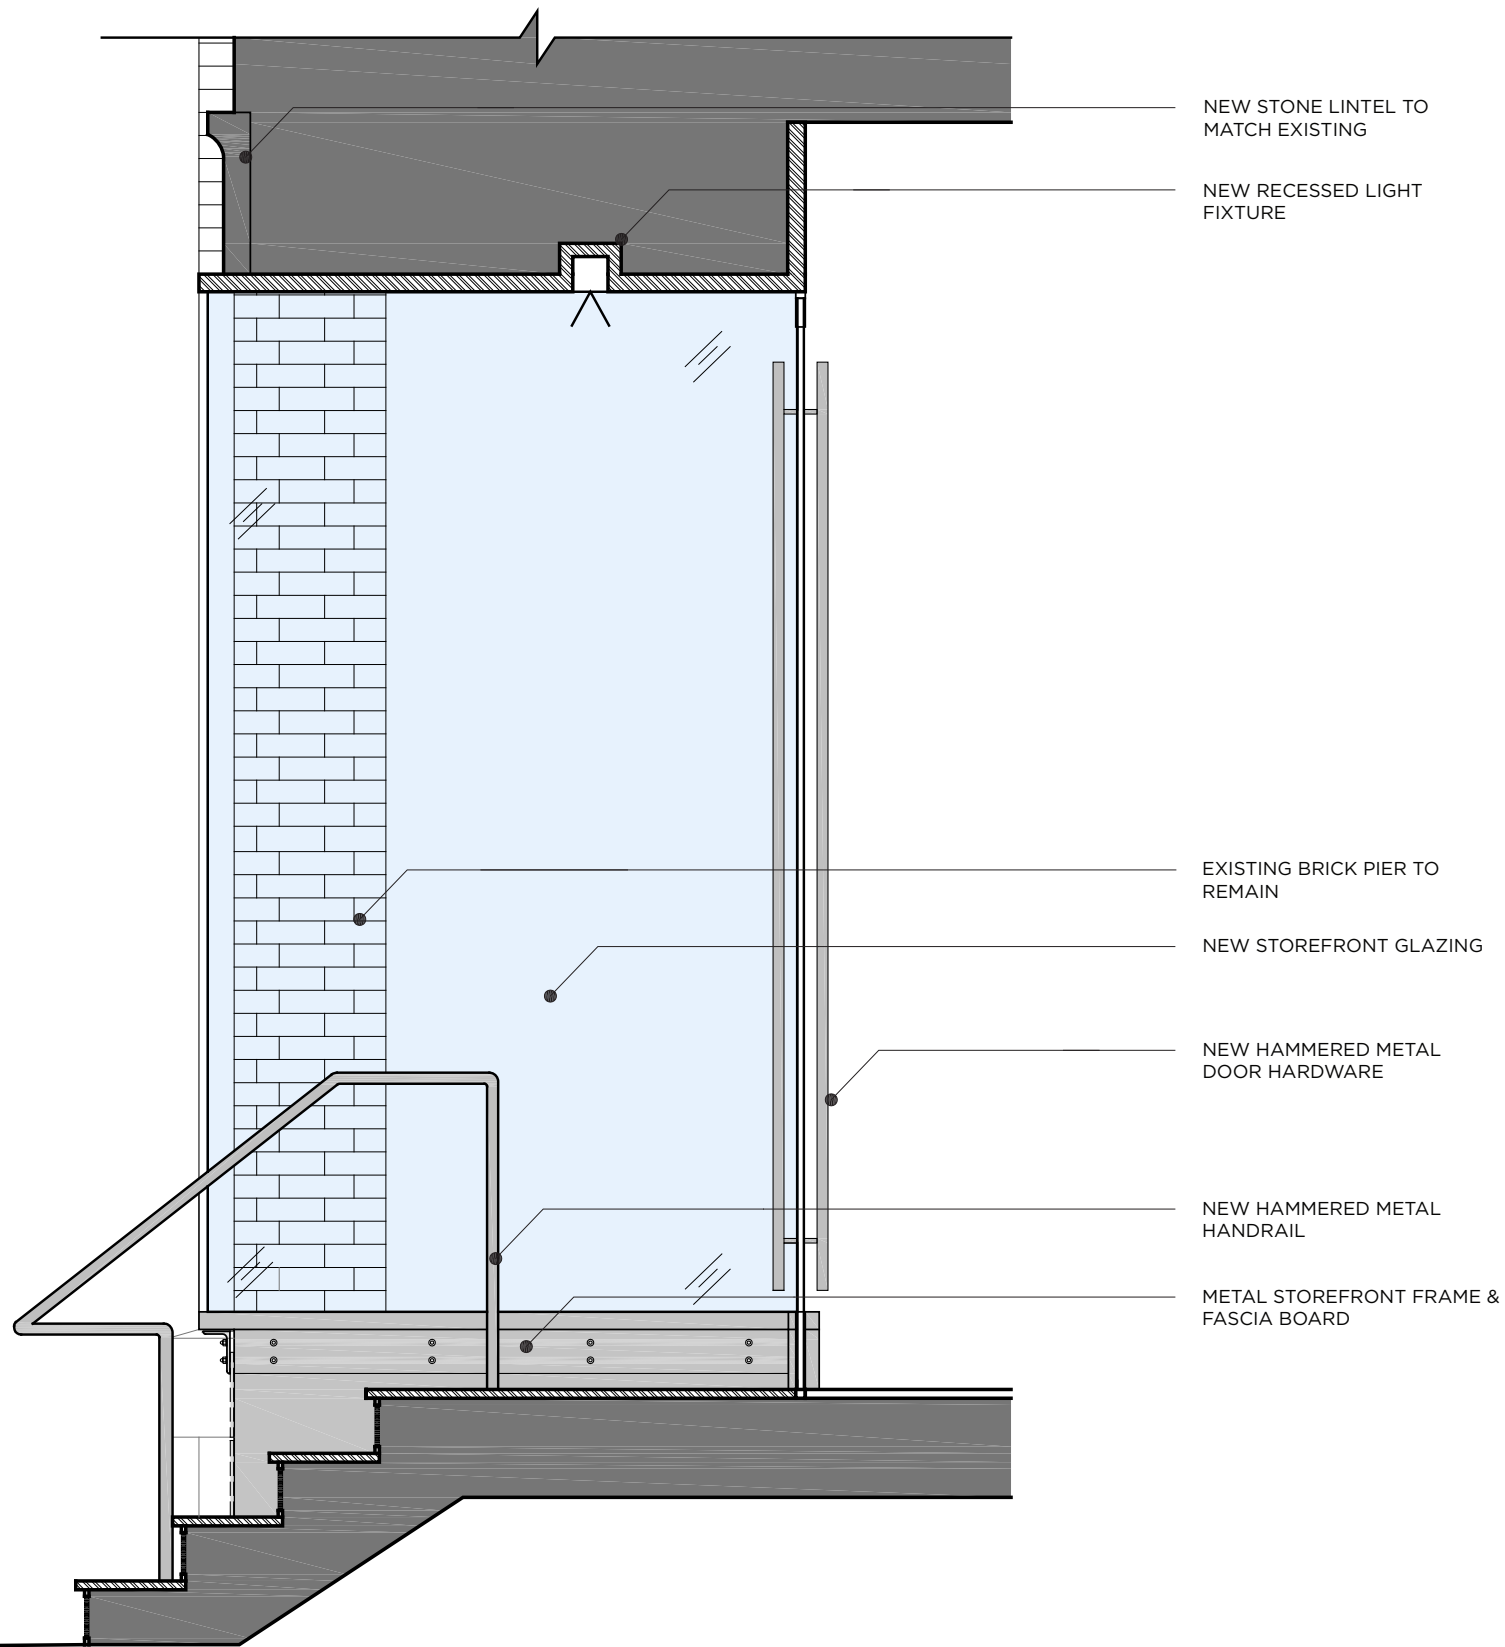 NEW STONE LINTEL TO
MATCH EXISTING
NEW RECESSED LIGHT
FIXTURE
EXISTING BRICK PIER TO
REMAIN
NEW STOREFRONT GLAZING
NEW HAMMERED METAL
DOOR HARDWARE
NEW HAMMERED METAL
HANDRAIL
METAL STOREFRONT FRAME &
FASCIA BOARD